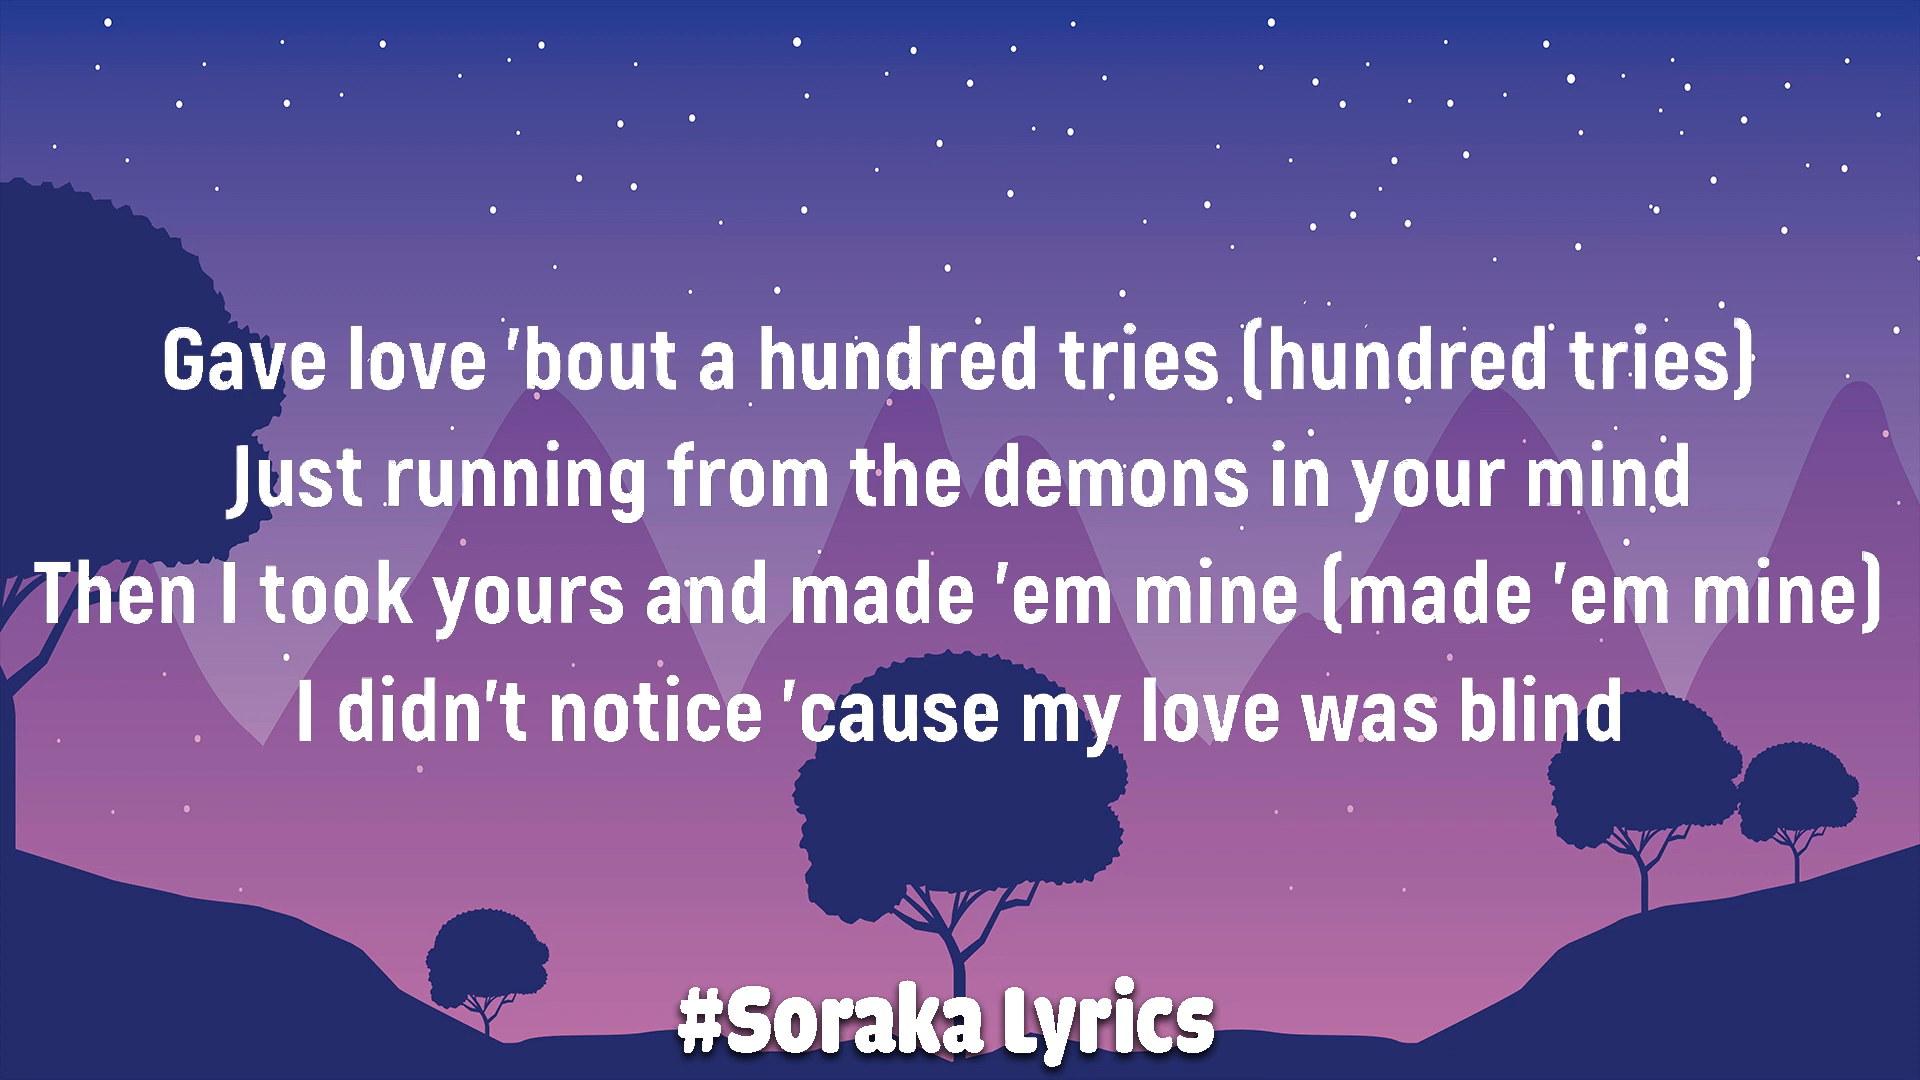 Gave love 'bout a hundred tries (hundred tries)
Just running from the demons in your mind
Then I took yours and made 'em mine (made 'em mine)
I didn't notice 'cause my love was blind
#Soraka Lyrics